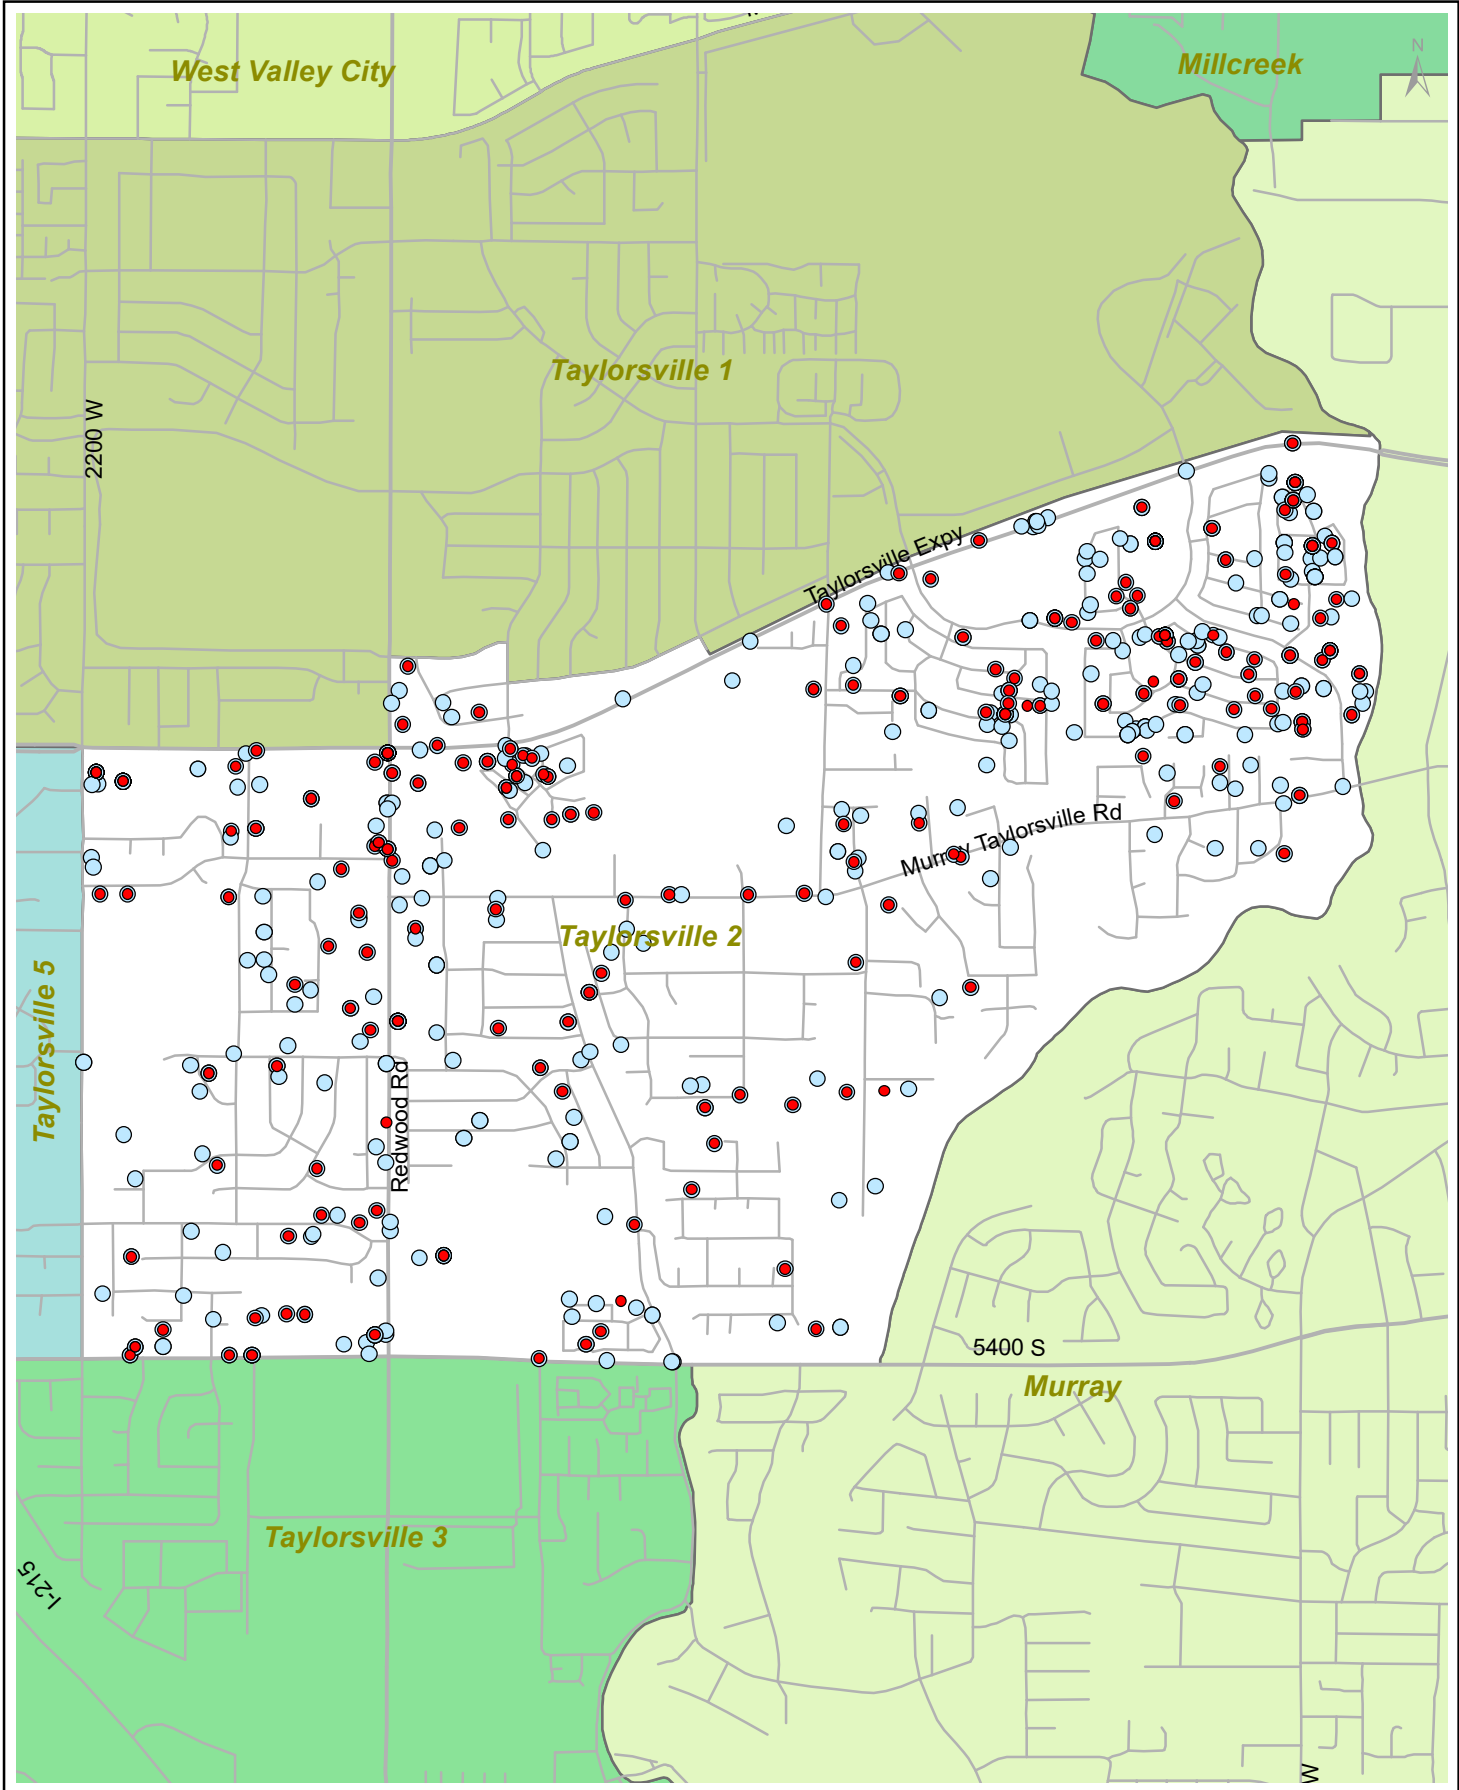 West Valley City
Millcreek
N
Taylorsville 1
2200 W
Taylorsville Expy
Murray Taylorsville Rd
Taylorsville 2
Taylorsville 5
Redwood Rd
5400 S
Murray
Taylorsville 3
I-215
W